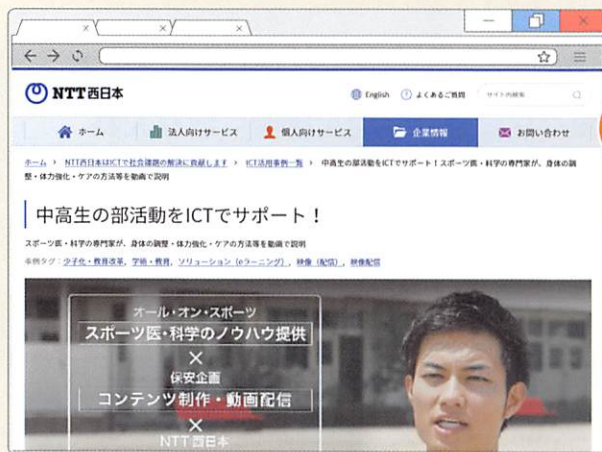 NTT西日本
English よくあるご質問 サイト内検索
ホーム 法人向けサービス 個人向けサービス 企業情報 お問い合わせ
ホーム › NTT西日本はICTで社会課題の解決に貢献します › ICT活用事例一覧 › 中高生の部活動をICTでサポート！スポーツ医・科学の専門家が、身体の調
整・体力強化・ケアの方法等を動画で説明
中高生の部活動をICTでサポート！
スポーツ医・科学の専門家が、身体の調整・体力強化・ケアの方法等を動画で説明
事例タグ：少子化・教育改革, 学術・教育, ソリューション（eラーニング）, 映像（配信）, 映像配信
オール・オン・スポーツ
スポーツ医・科学のノウハウ提供
×
保安企画
コンテンツ制作・動画配信
×
NTT西日本